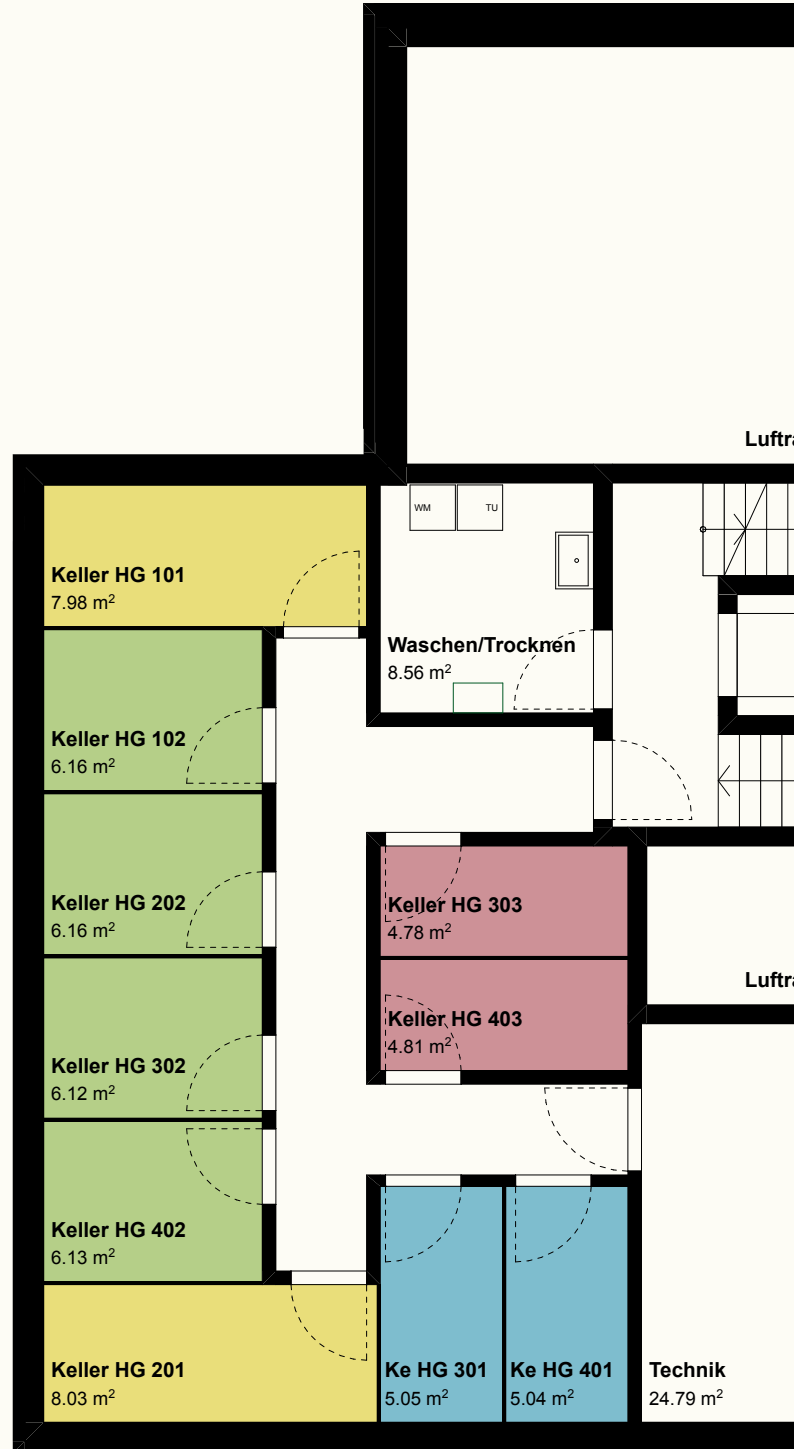 Luftra
WM
TU
Keller HG 101
7.98 m²
Waschen/Trocknen
8.56 m²
Keller HG 102
6.16 m²
Keller HG 202
6.16 m²
Keller HG 303
4.78 m²
Luftra
Keller HG 403
4.81 m²
Keller HG 302
6.12 m²
Keller HG 402
6.13 m²
Keller HG 201
8.03 m²
Ke HG 301
5.05 m²
Ke HG 401
5.04 m²
Technik
24.79 m²